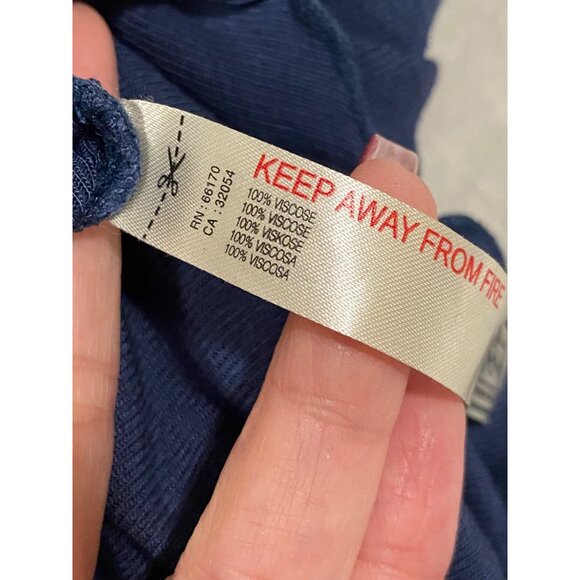 KEEP AWAY FROM FIRE
100% VISCOSE
100% VISCOSE
100% VISKOSE
100% VISCOSA
100% VISCOSA
RN : 66170
CA : 32054